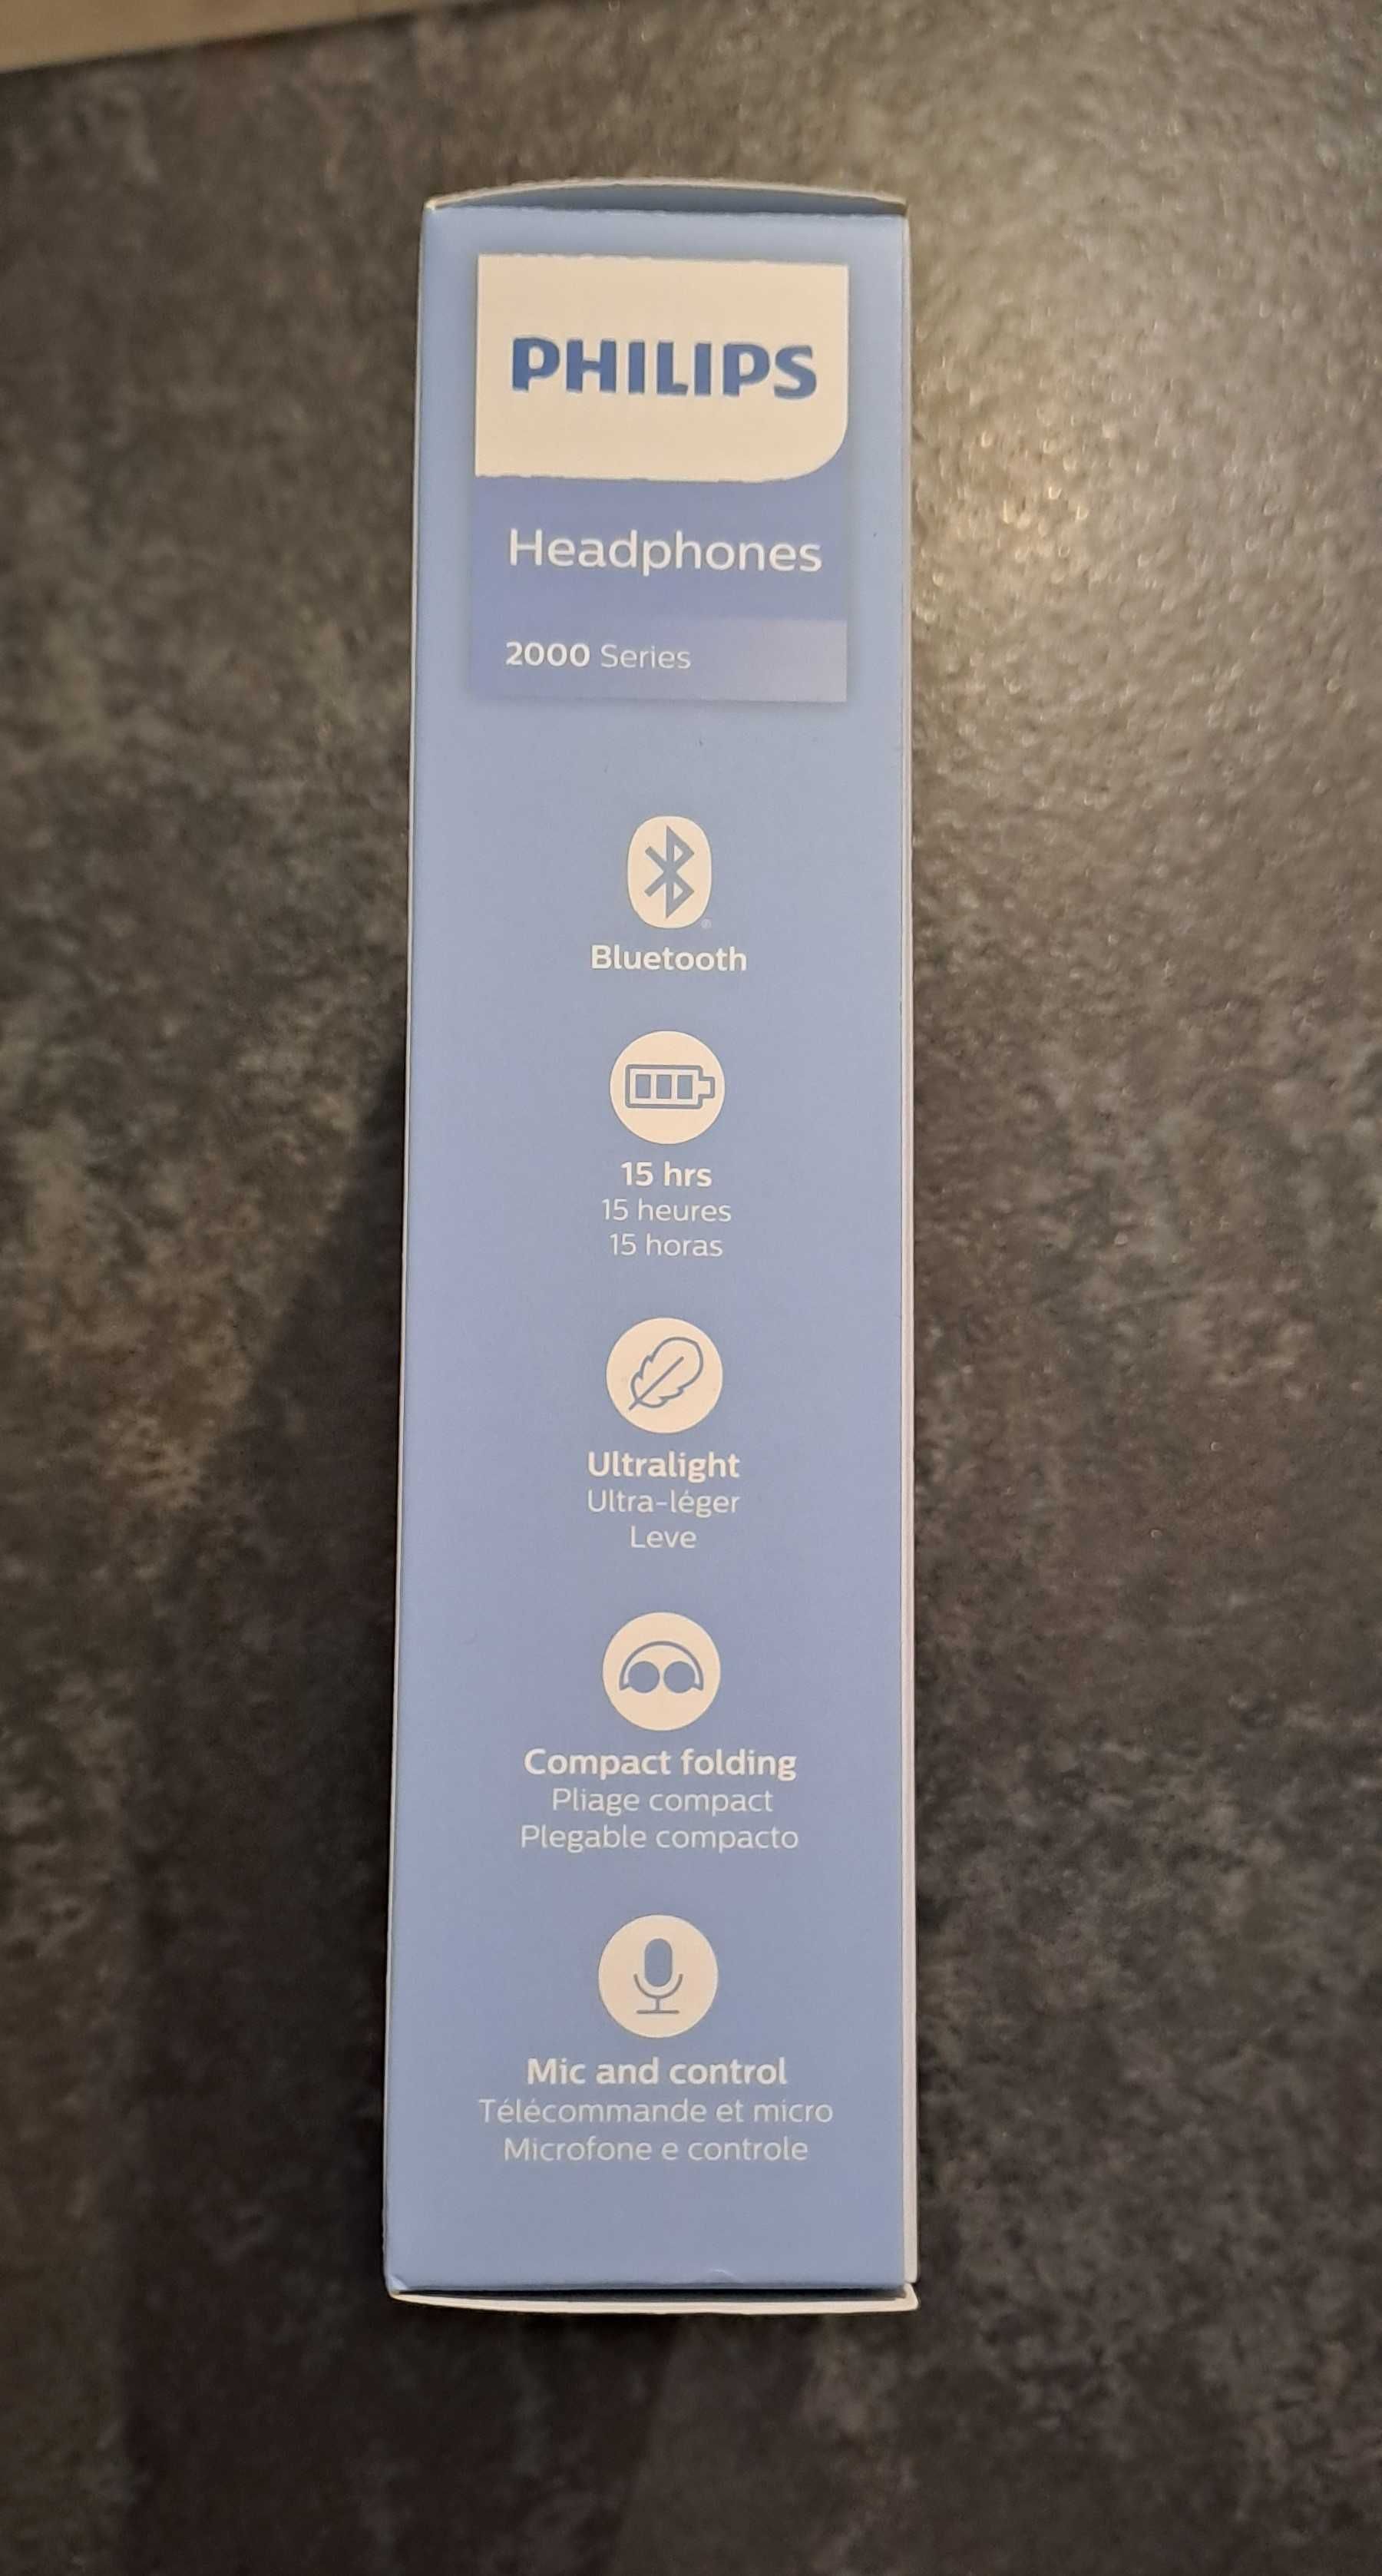 PHILIPS
Headphones
2000 Series
Bluetooth
15 hrs
15 heures
15 horas
Ultralight
Ultra-léger
Leve
Compact folding
Pliage compact
Plegable compacto
Mic and control
Télécommande et micro
Microfone e controle